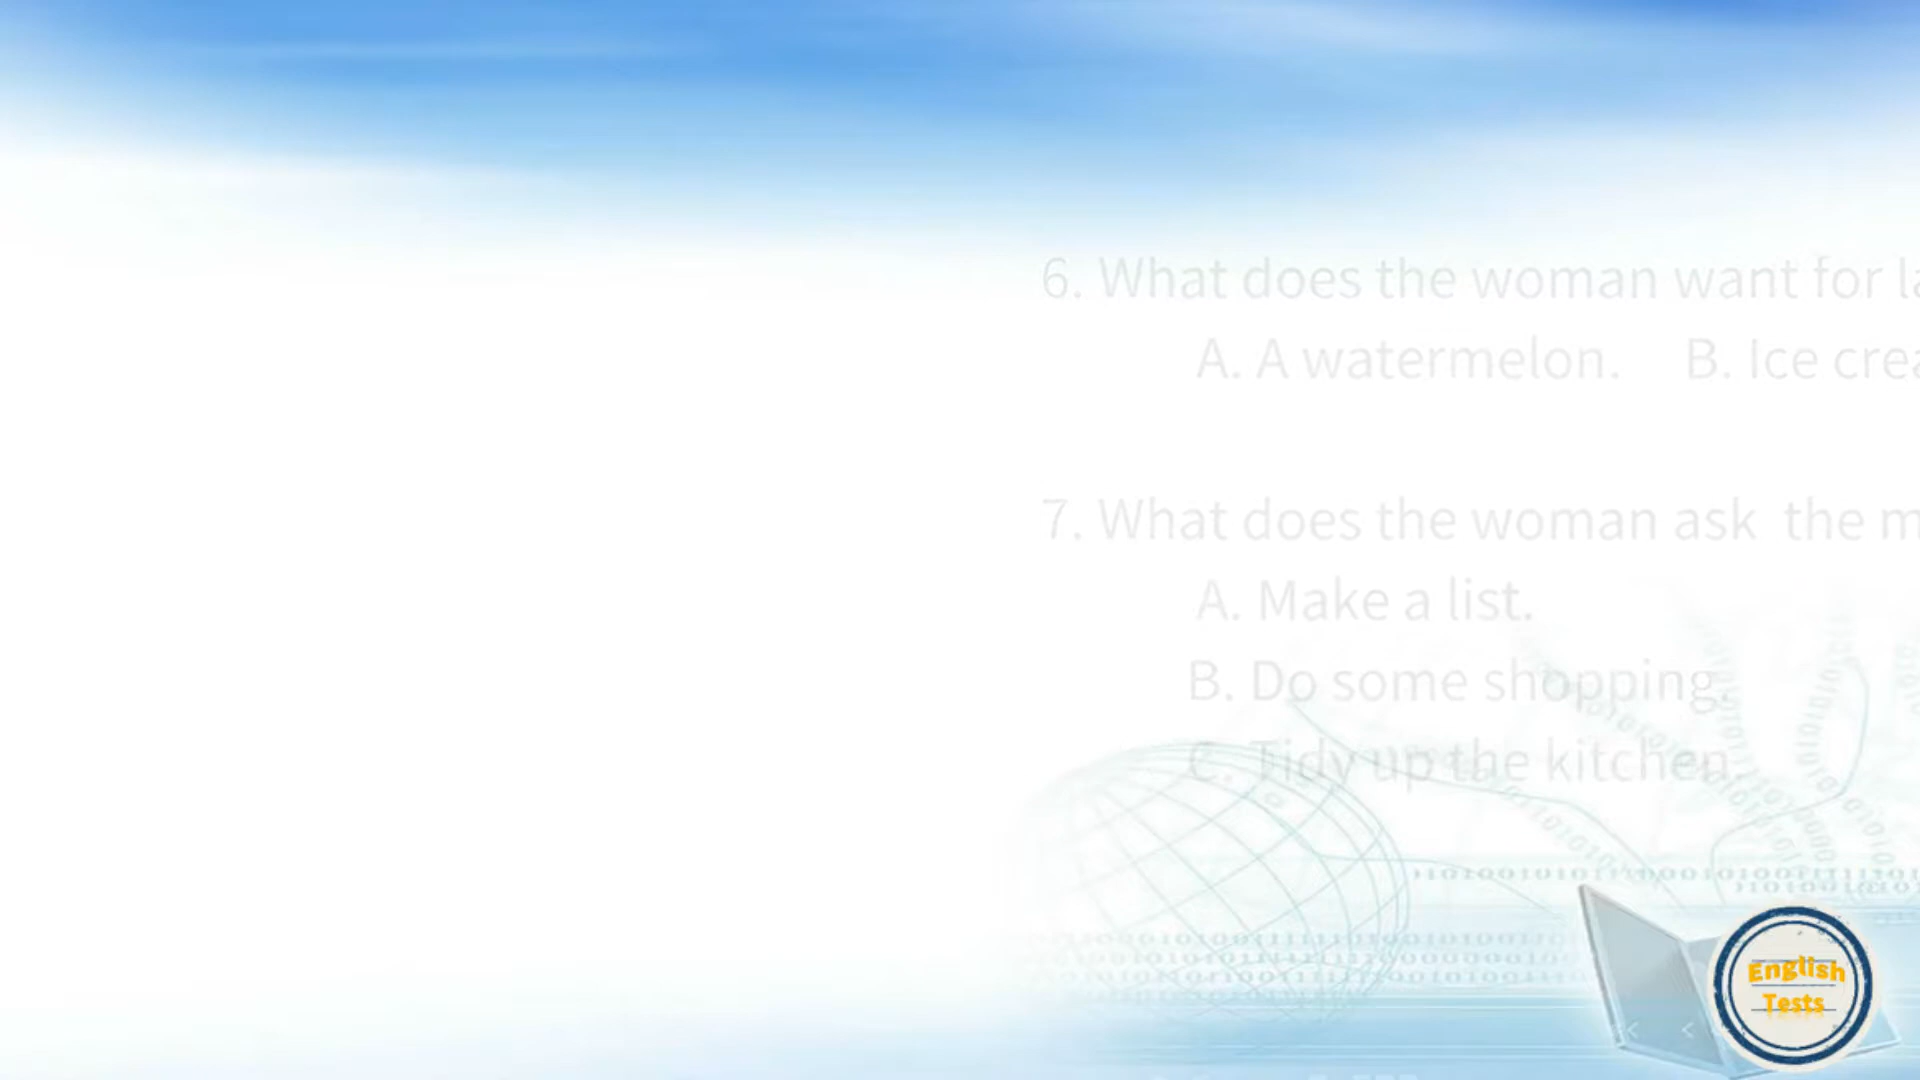 6. What does the woman want for
A. A watermelon. B. Ice
7. What does the woman ask the
A. Make a list.
B. Do some shopping.
C. Tidy up the kitchen.
English
Tests